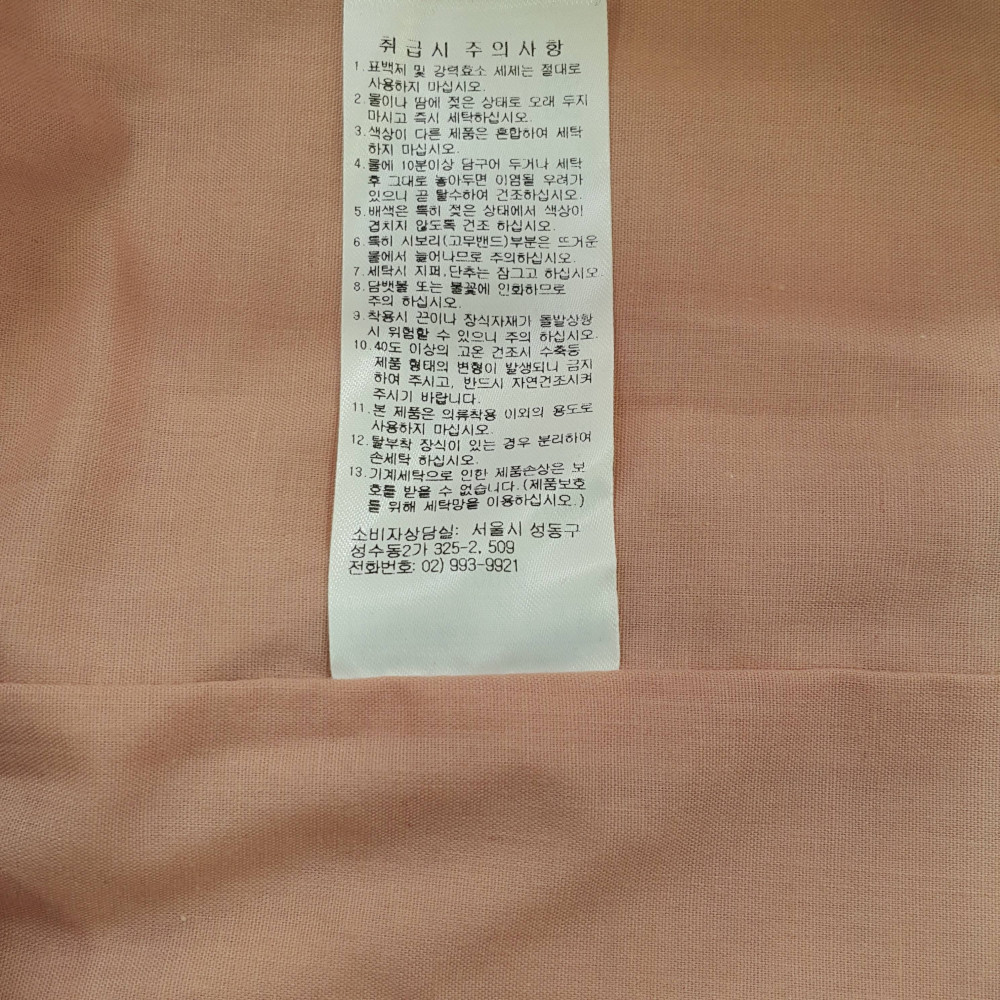 취급시 주의사항
1. 표백제 및 강력효소 세제는 절대로
사용하지 마십시오.
2. 물이나 땀에 젖은 상태로 오래 두지
마시고 즉시 세탁하십시오.
3. 색상이 다른 제품은 혼합하여 세탁
하지 마십시오.
4. 물에 10분이상 담구어 두거나 세탁
후 그대로 놓아두면 이염될 우려가
있으니 곧 탈수하여 건조하십시오.
5. 배색은 특히 젖은 상태에서 색상이
겹치지 않도록 건조 하십시오.
6. 특히 시보리(고무밴드)부분은 뜨거운
물에서 늘어나므로 주의하십시오.
7. 세탁시 지퍼,단추는 잠그고 하십시오.
8. 담뱃불 또는 불꽃에 인화하므로
주의 하십시오.
9. 착용시 끈이나 장식자재가 돌발상황
시 위험할 수 있으니 주의 하십시오.
10. 40도 이상의 고온 건조시 수축등
제품 형태의 변형이 발생되니 금지
하여 주시고, 반드시 자연건조시켜
주시기 바랍니다.
11. 본 제품은 의류착용 이외의 용도로
사용하지 마십시오.
12. 탈부착 장식이 있는 경우 분리하여
손세탁 하십시오.
13. 기계세탁으로 인한 제품손상은 보
호를 받을 수 없습니다.(제품보호
를 위해 세탁망을 이용하십시오.)
소비자상담실: 서울시 성동구
성수동2가 325-2, 509
전화번호: 02) 993-9921